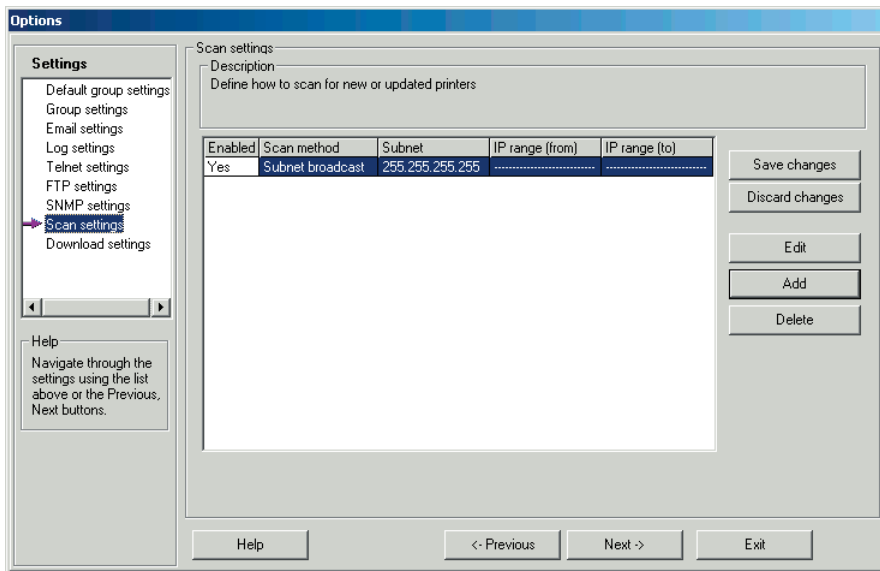 Options
Settings
Default group settings
Group settings
Email settings
Log settings
Telnet settings
FTP settings
SNMP settings
Scan settings
Download settings
Help
Navigate through the
settings using the list
above or the Previous,
Next buttons.
Scan settings
Description
Define how to scan for new or updated printers
Enabled Scan method Subnet IP range (from) IP range (to)
Yes Subnet broadcast 255.255.255.255 -------------------------- --------------------------
Save changes
Discard changes
Edit
Add
Delete
Help <- Previous Next -> Exit